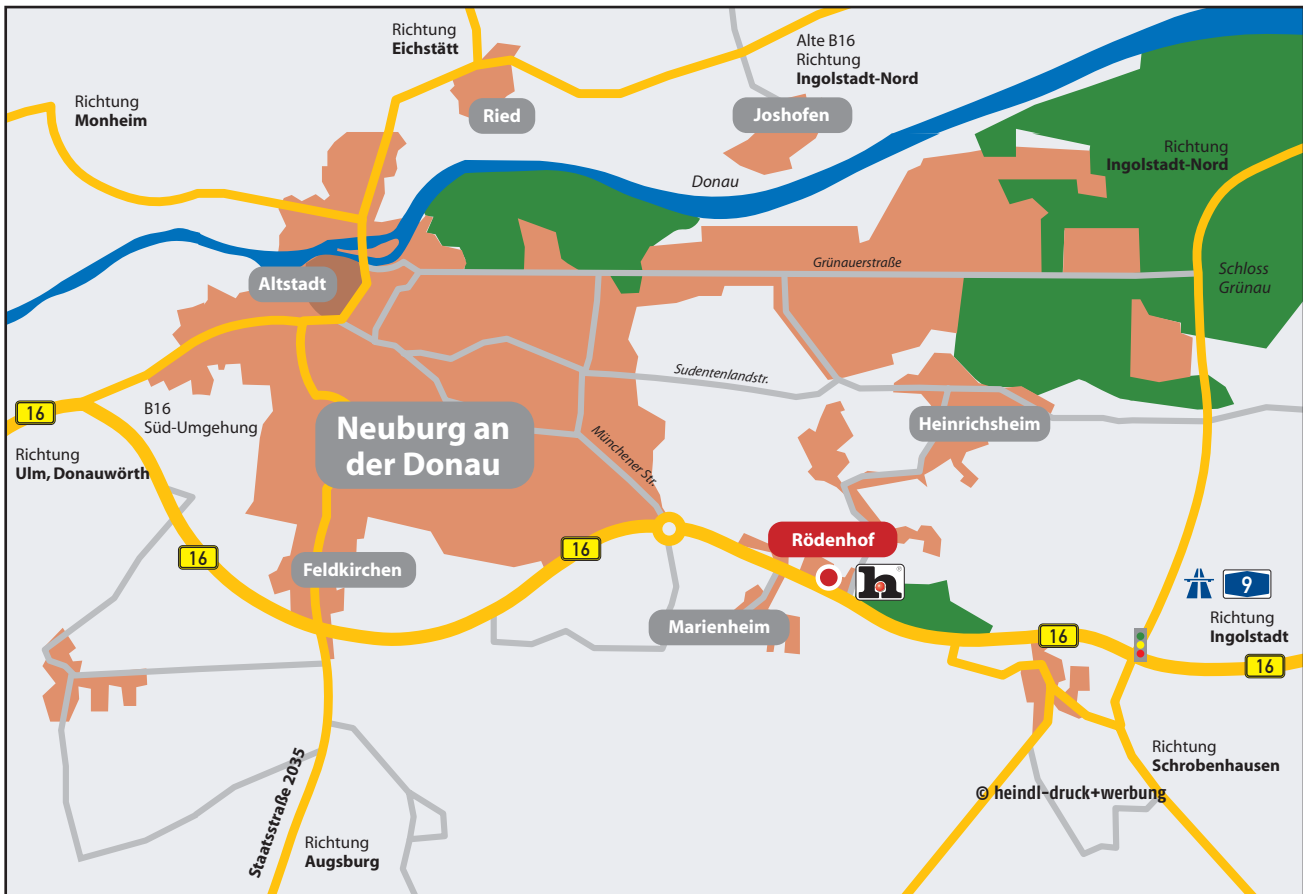 Richtung
Eichstätt
Alte B16
Richtung
Ingolstadt-Nord
Richtung
Monheim
Ried
Joshofen
Richtung
Ingolstadt-Nord
Donau
Grünauerstraße
Schloss
Grünau
Altstadt
Sudentenlandstr.
16
B16
Süd-Umgehung
Richtung
Ulm, Donauwörth
Neuburg an
der Donau
Münchener Str.
Heinrichsheim
16
16
Rödenhof
h®
Feldkirchen
9
Richtung
Ingolstadt
Marienheim
16
16
Richtung
Schrobenhausen
© heindl-druck+werbung
Staatsstraße 2035
Richtung
Augsburg